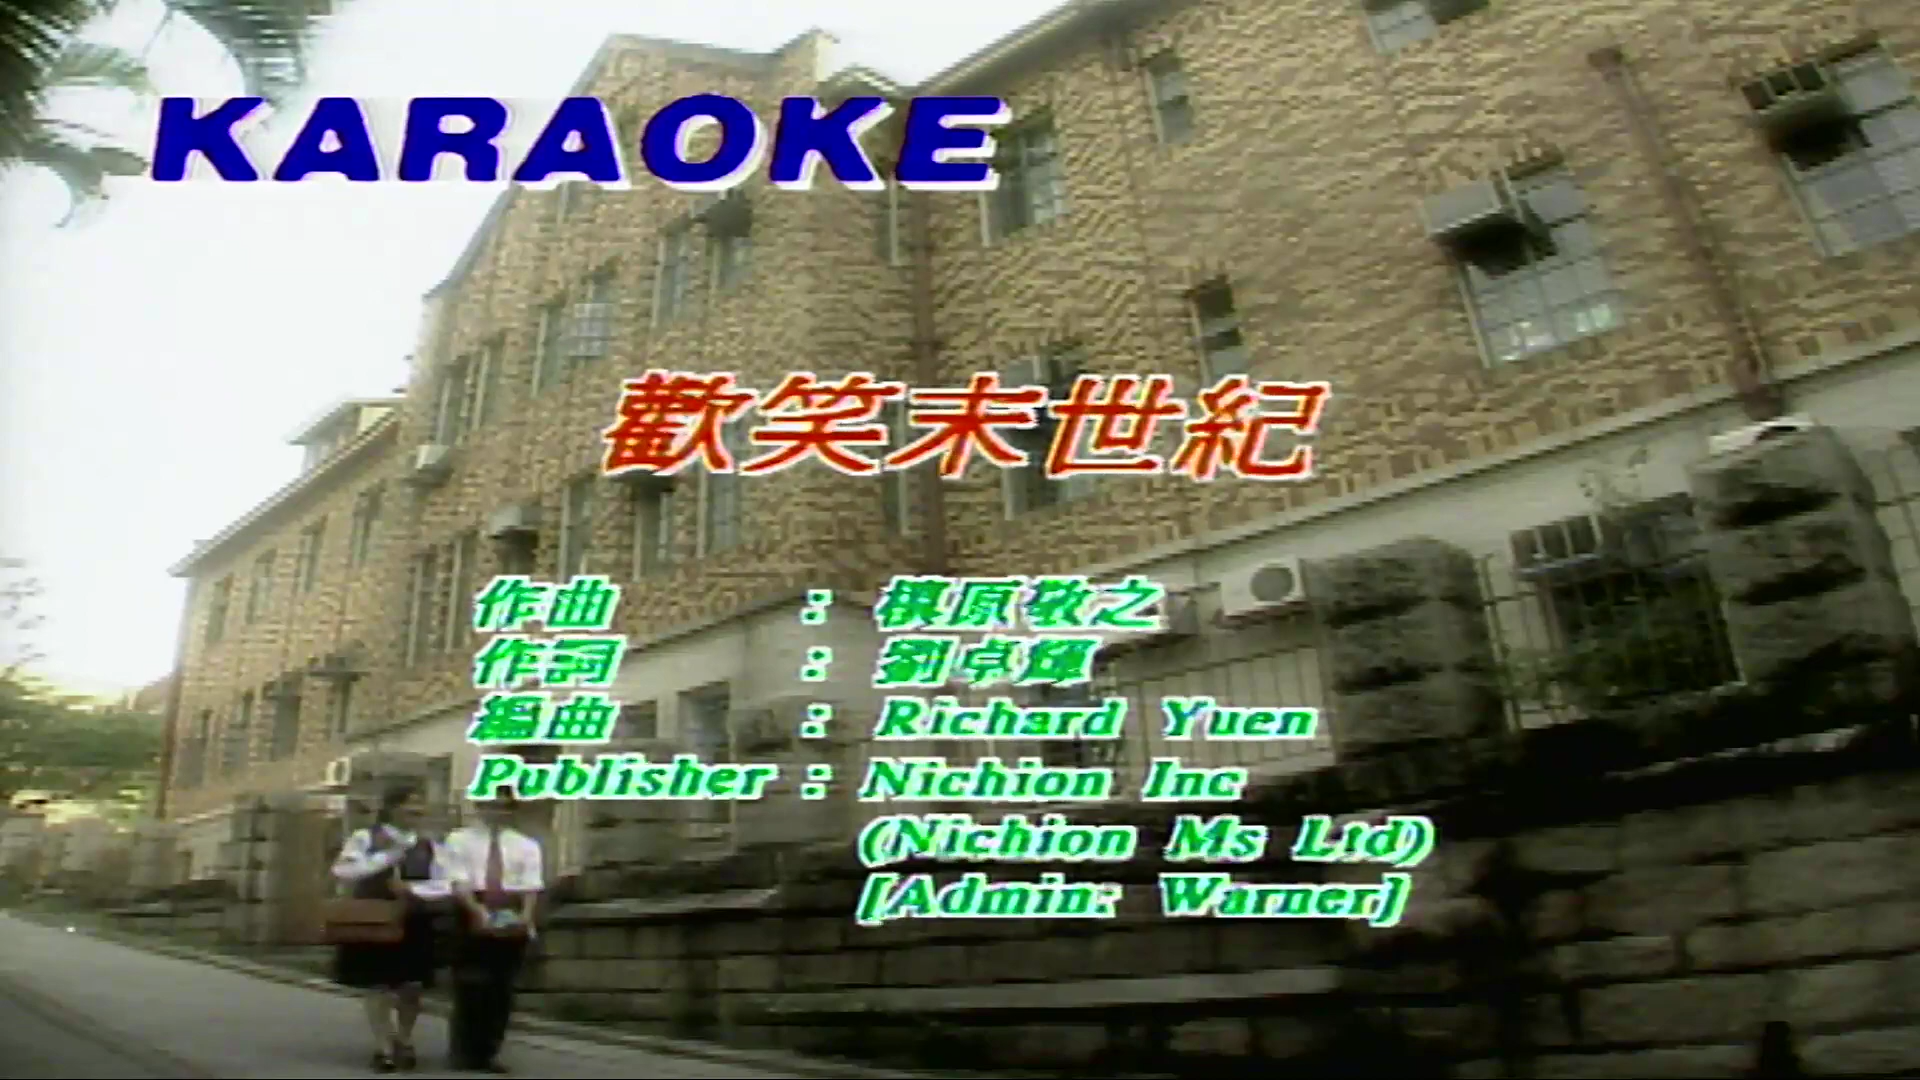 KARAOKE
歡笑末世紀
作曲 : 槙原敬之
作詞 : 劉卓輝
編曲 : Richard Yuen
Publisher : Nichion Inc
(Nichion Ms Ltd)
[Admin: Warner]